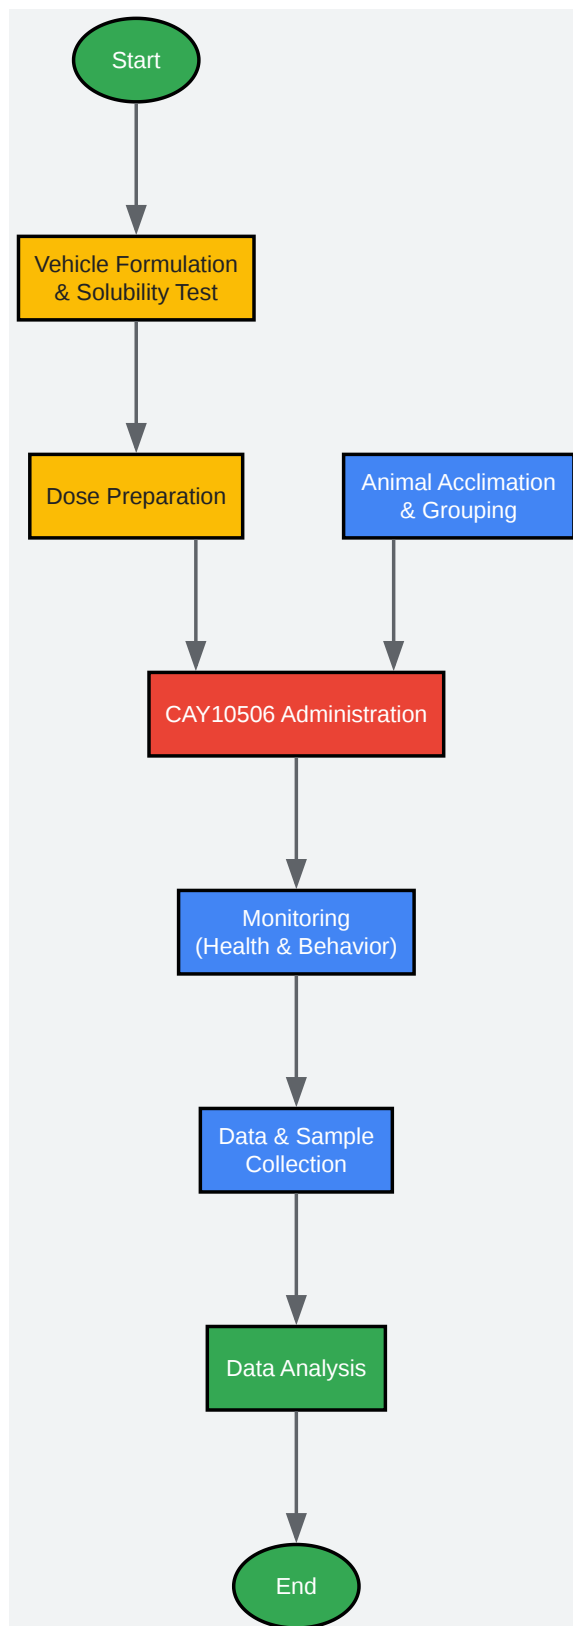 Start
Vehicle Formulation
& Solubility Test
Dose Preparation
Animal Acclimation
& Grouping
CAY10506 Administration
Monitoring
(Health & Behavior)
Data & Sample
Collection
Data Analysis
End